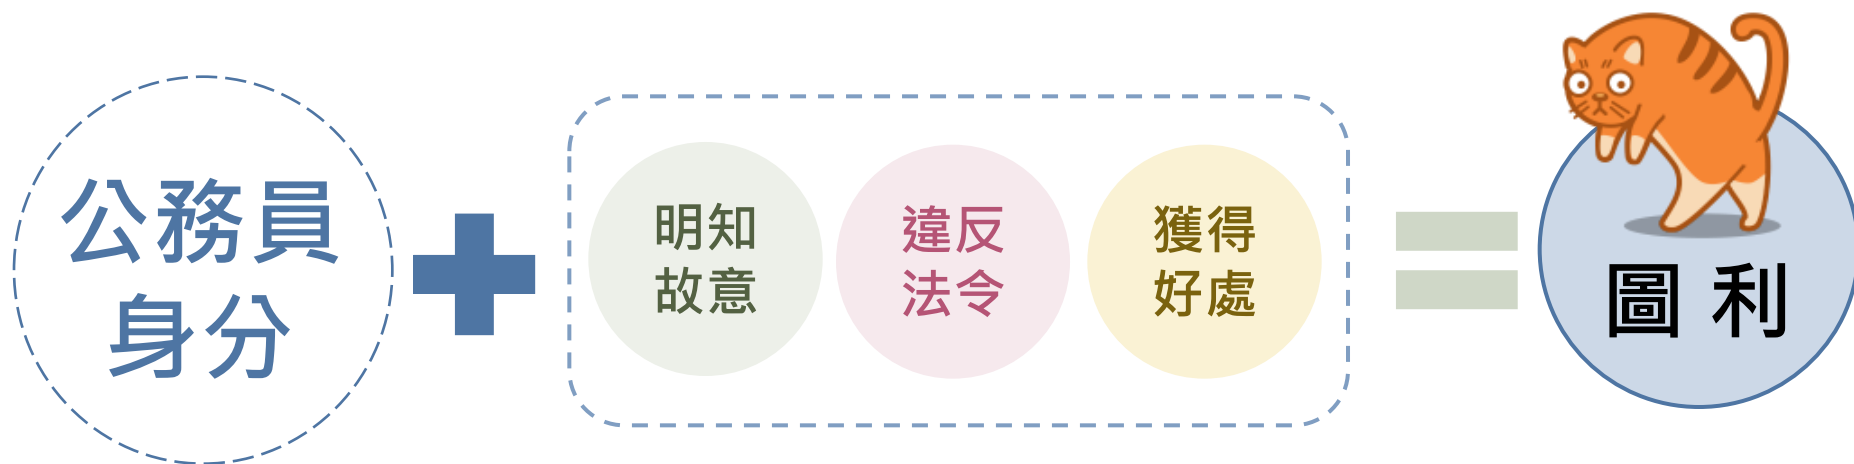 公務員
身分
明知
故意
違反
法令
獲得
好處
圖利